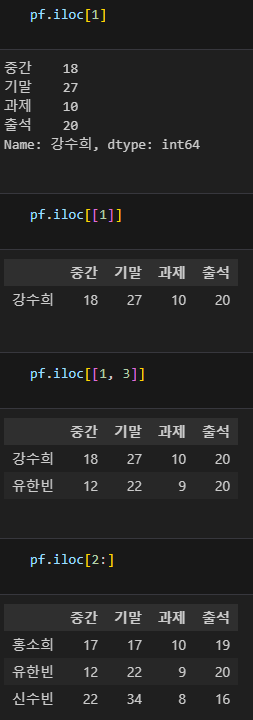 pf.iloc[1]
중간 18
기말 27
과제 10
출석 20
Name: 강수희, dtype: int64
pf.iloc[[1]]
중간 기말 과제 출석
강수희 18 27 10 20
pf.iloc[[1, 3]]
중간 기말 과제 출석
강수희 18 27 10 20
유한빈 12 22 9 20
pf.iloc[2:]
중간 기말 과제 출석
홍소희 17 17 10 19
유한빈 12 22 9 20
신수빈 22 34 8 16